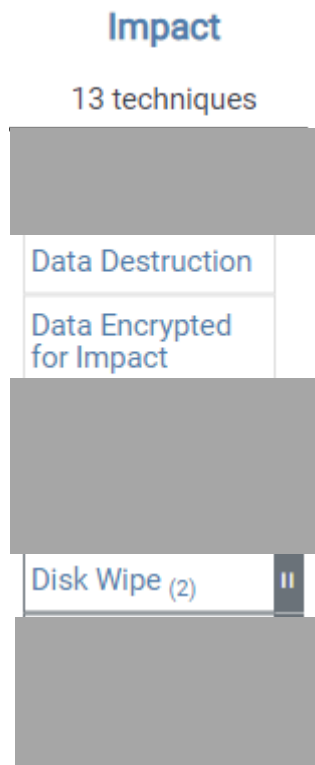 Impact
13 techniques
Data Destruction
Data Encrypted
for Impact
Disk Wipe (2)